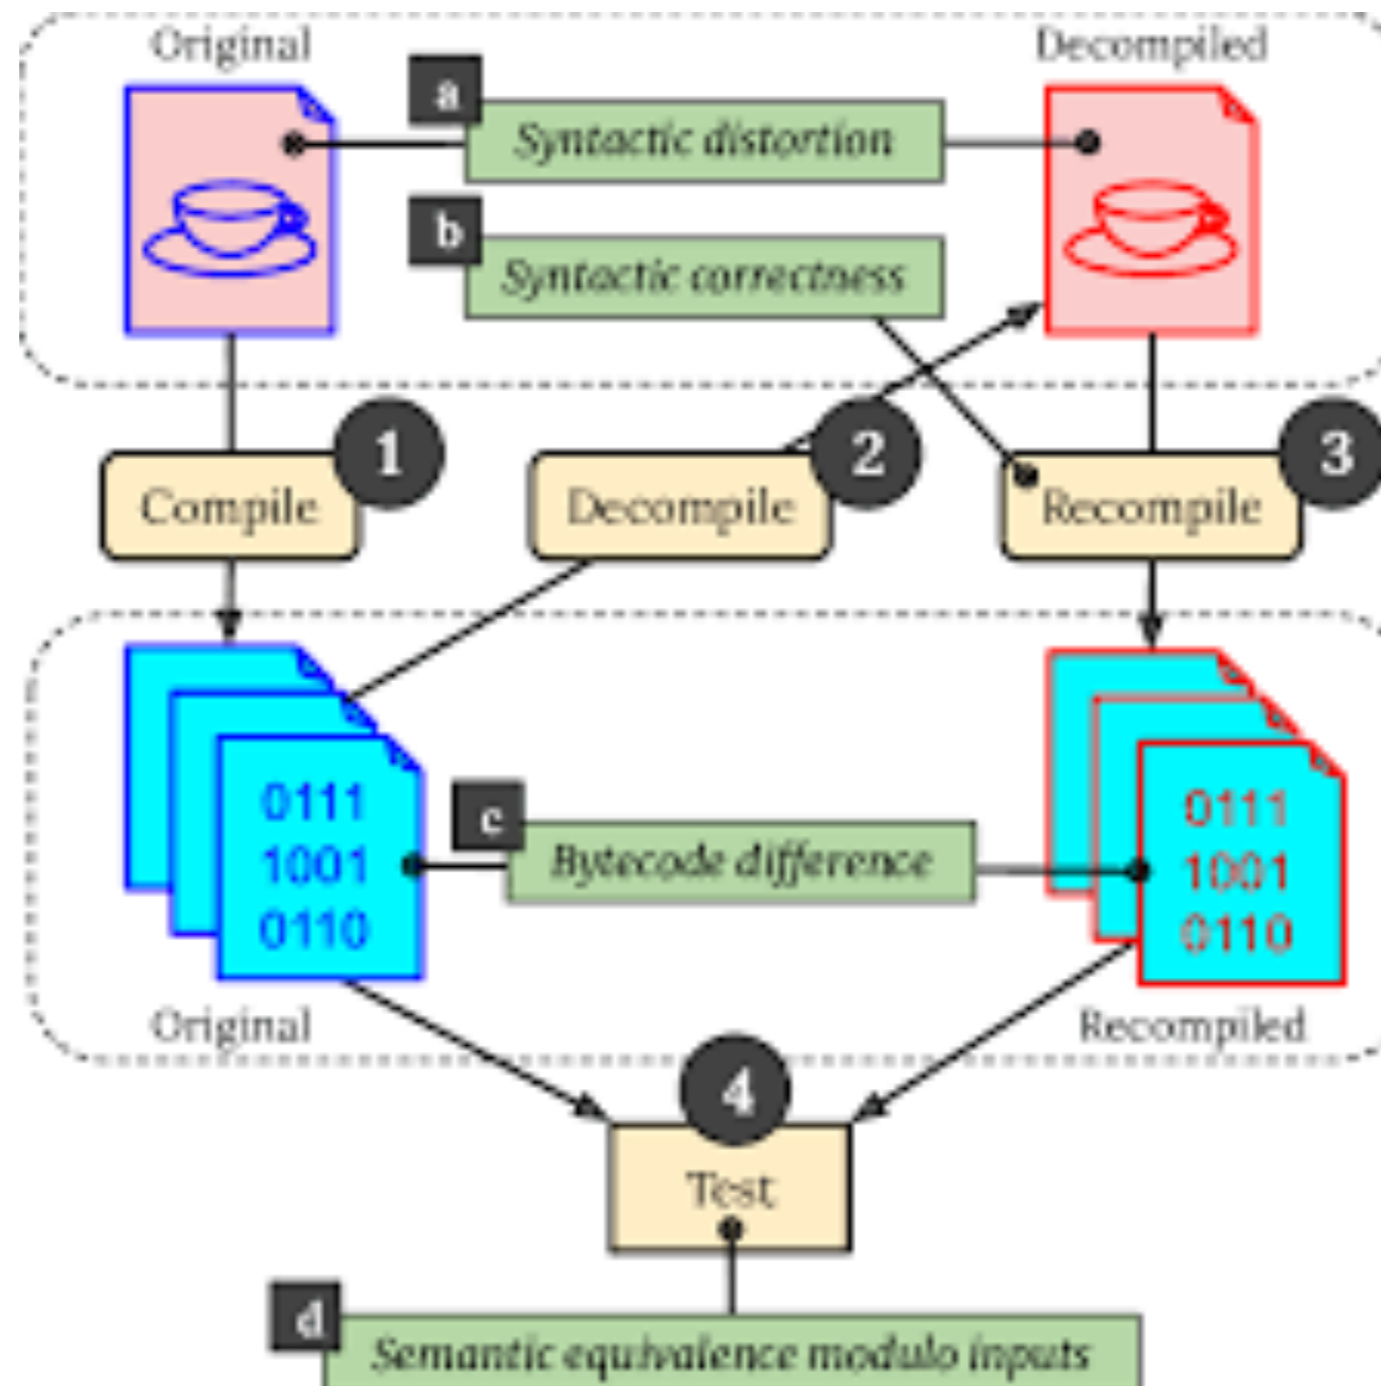 Original
Decompiled
a
Syntactic distortion
b
Syntactic correctness
1
2
3
Compile
Decompile
Recompile
0111
1001
0110
c
Bytecode difference
0111
1001
0110
Original
Recompiled
4
Test
d
Semantic equivalence modulo inputs